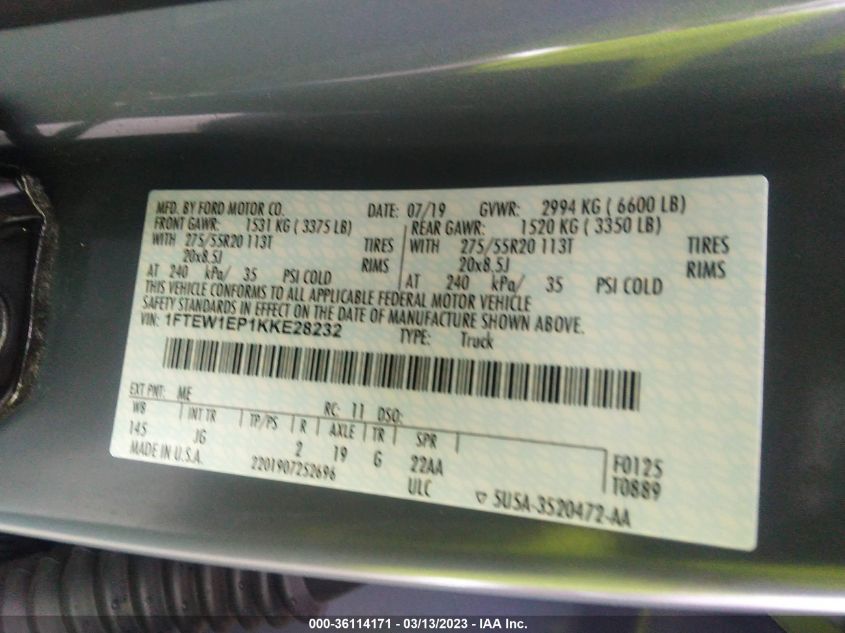 MFD. BY FORD MOTOR CO. DATE: 07/19 GVWR: 2994 KG ( 6600 LB)
FRONT GAWR: 1531 KG ( 3375 LB) REAR GAWR: 1520 KG ( 3350 LB)
WITH 275/55R20 113T TIRES WITH 275/55R20 113T TIRES
20x8.5J RIMS 20x8.5J RIMS
AT 240 kPa/ 35 PSI COLD AT 240 kPa/ 35 PSI COLD
THIS VEHICLE CONFORMS TO ALL APPLICABLE FEDERAL MOTOR VEHICLE
SAFETY STANDARDS IN EFFECT ON THE DATE OF MANUFACTURE SHOWN ABOVE.
VIN: 1FTEW1EP1KKE28232 TYPE: Truck
EXT PNT: ME RC: 11 DSO:
WB INT TR TP/PS R AXLE TR SPR
145 JG 2 19 G 22AA F0125
MADE IN U.S.A. 2201907252696 ULC T0889
▽ 5U5A-3520472-AA
000-36114171 - 03/13/2023 - IAA Inc.